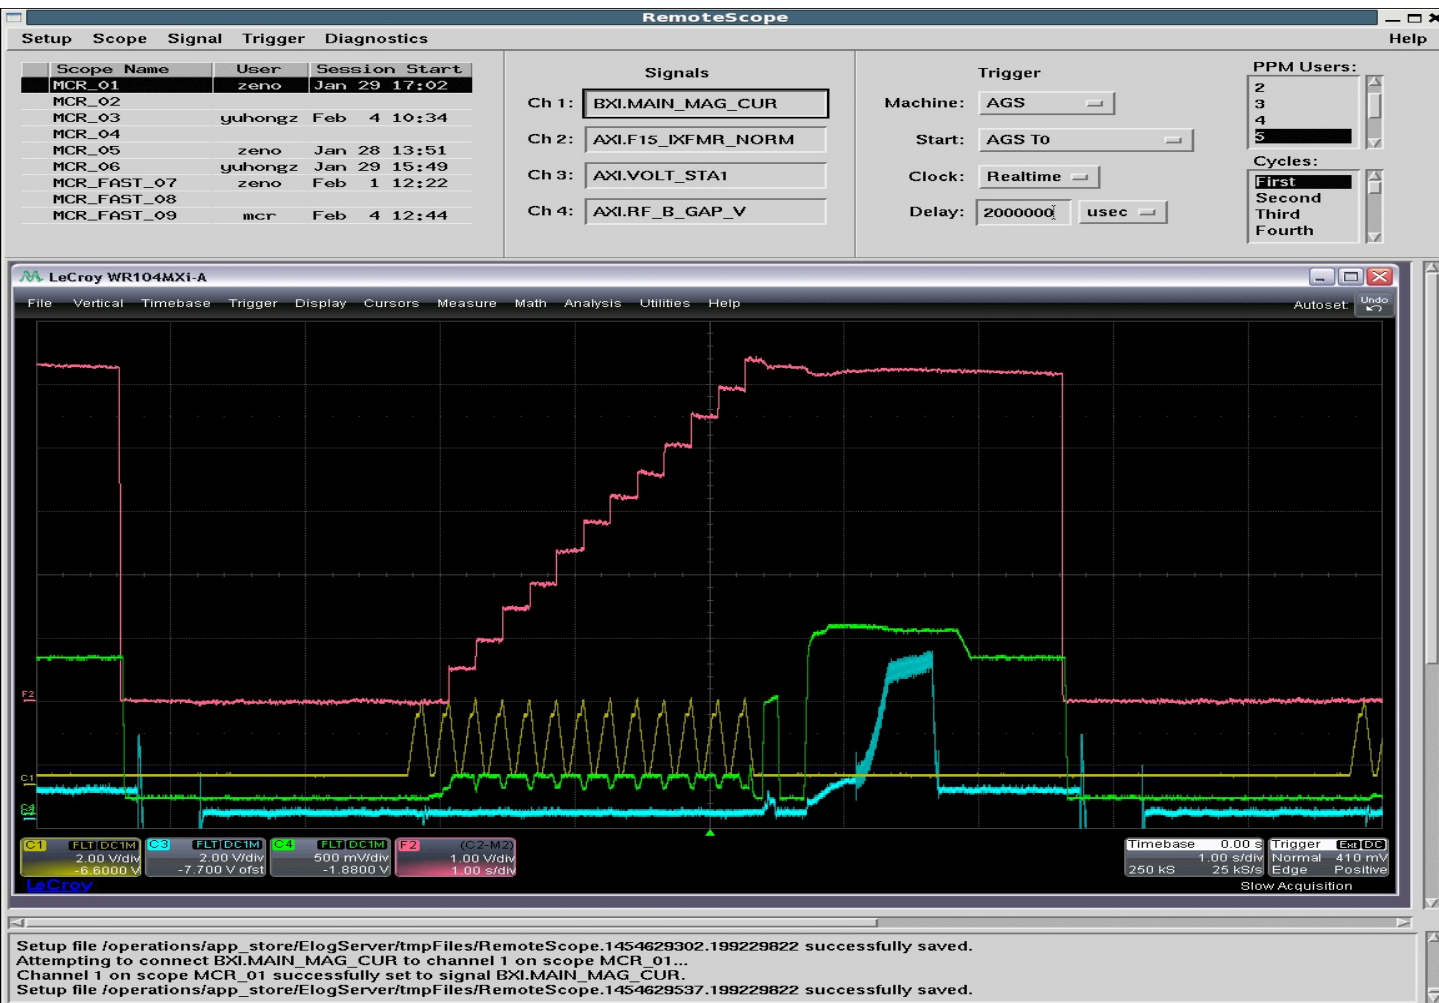 RemoteScope
Setup Scope Signal Trigger Diagnostics Help
Scope Name User Session Start
MCR_01 zeno Jan 29 17:02
MCR_02
MCR_03 yuhongz Feb 4 10:34
MCR_04
MCR_05 zeno Jan 28 13:51
MCR_06 yuhongz Jan 29 15:49
MCR_FAST_07 zeno Feb 1 12:22
MCR_FAST_08
MCR_FAST_09 mcr Feb 4 12:44
Signals
Ch 1: BXI.MAIN_MAG_CUR
Ch 2: AXI.F15_IXFMR_NORM
Ch 3: AXI.VOLT_STA1
Ch 4: AXI.RF_B_GAP_V
Trigger
Machine: AGS
Start: AGS T0
Clock: Realtime
Delay: 2000000 usec
PPM Users:
2
3
4
5
Cycles:
First
Second
Third
Fourth
LeCroy WR104MXi-A
File Vertical Timebase Trigger Display Cursors Measure Math Analysis Utilities Help Autoset: Undo
F2
C1
C1 FLT DC1M
2.00 V/div
-6.6000 V
C3 FLT DC1M
2.00 V/div
-7.700 V ofst
C4 FLT DC1M
500 mV/div
-1.8800 V
F2 (C2-M2)
1.00 V/div
1.00 s/div
Timebase 0.00 s
1.00 s/div
250 kS 25 kS/s
Trigger Ext DC
Normal 410 mV
Edge Positive
LeCroy
Slow Acquisition
Setup file /operations/app_store/ElogServer/tmpFiles/RemoteScope.1454629302.199229822 successfully saved.
Attempting to connect BXI.MAIN_MAG_CUR to channel 1 on scope MCR_01...
Channel 1 on scope MCR_01 successfully set to signal BXI.MAIN_MAG_CUR.
Setup file /operations/app_store/ElogServer/tmpFiles/RemoteScope.1454629537.199229822 successfully saved.